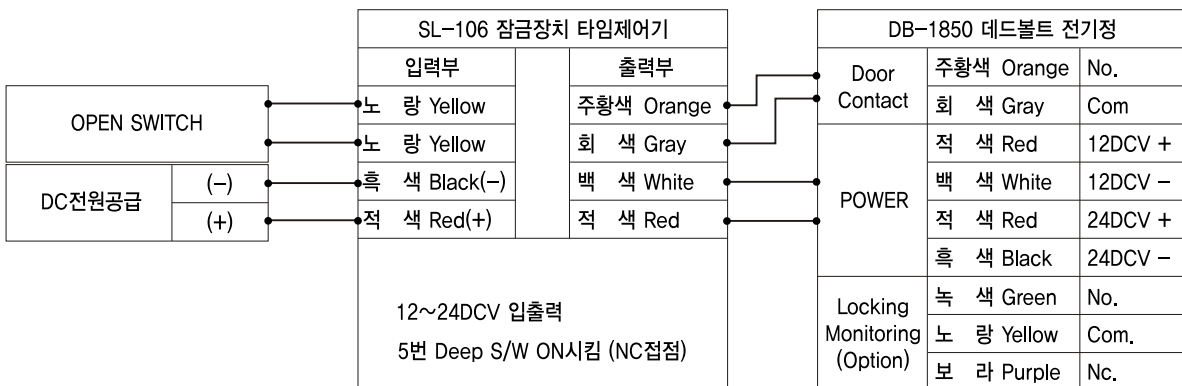 SL-106 잠금장치 타임제어기
DB-1850 데드볼트 전기정
입력부
출력부
OPEN SWITCH
노 랑 Yellow
노 랑 Yellow
DC전원공급
(-)
(+)
흑 색 Black(-)
적 색 Red(+)
주황색 Orange
회 색 Gray
백 색 White
적 색 Red
12~24DCV 입출력
5번 Deep S/W ON시킴 (NC접점)
Door
Contact
주황색 Orange No.
회 색 Gray Com
POWER
적 색 Red 12DCV +
백 색 White 12DCV -
적 색 Red 24DCV +
흑 색 Black 24DCV -
Locking
Monitoring
(Option)
녹 색 Green No.
노 랑 Yellow Com.
보 라 Purple Nc.